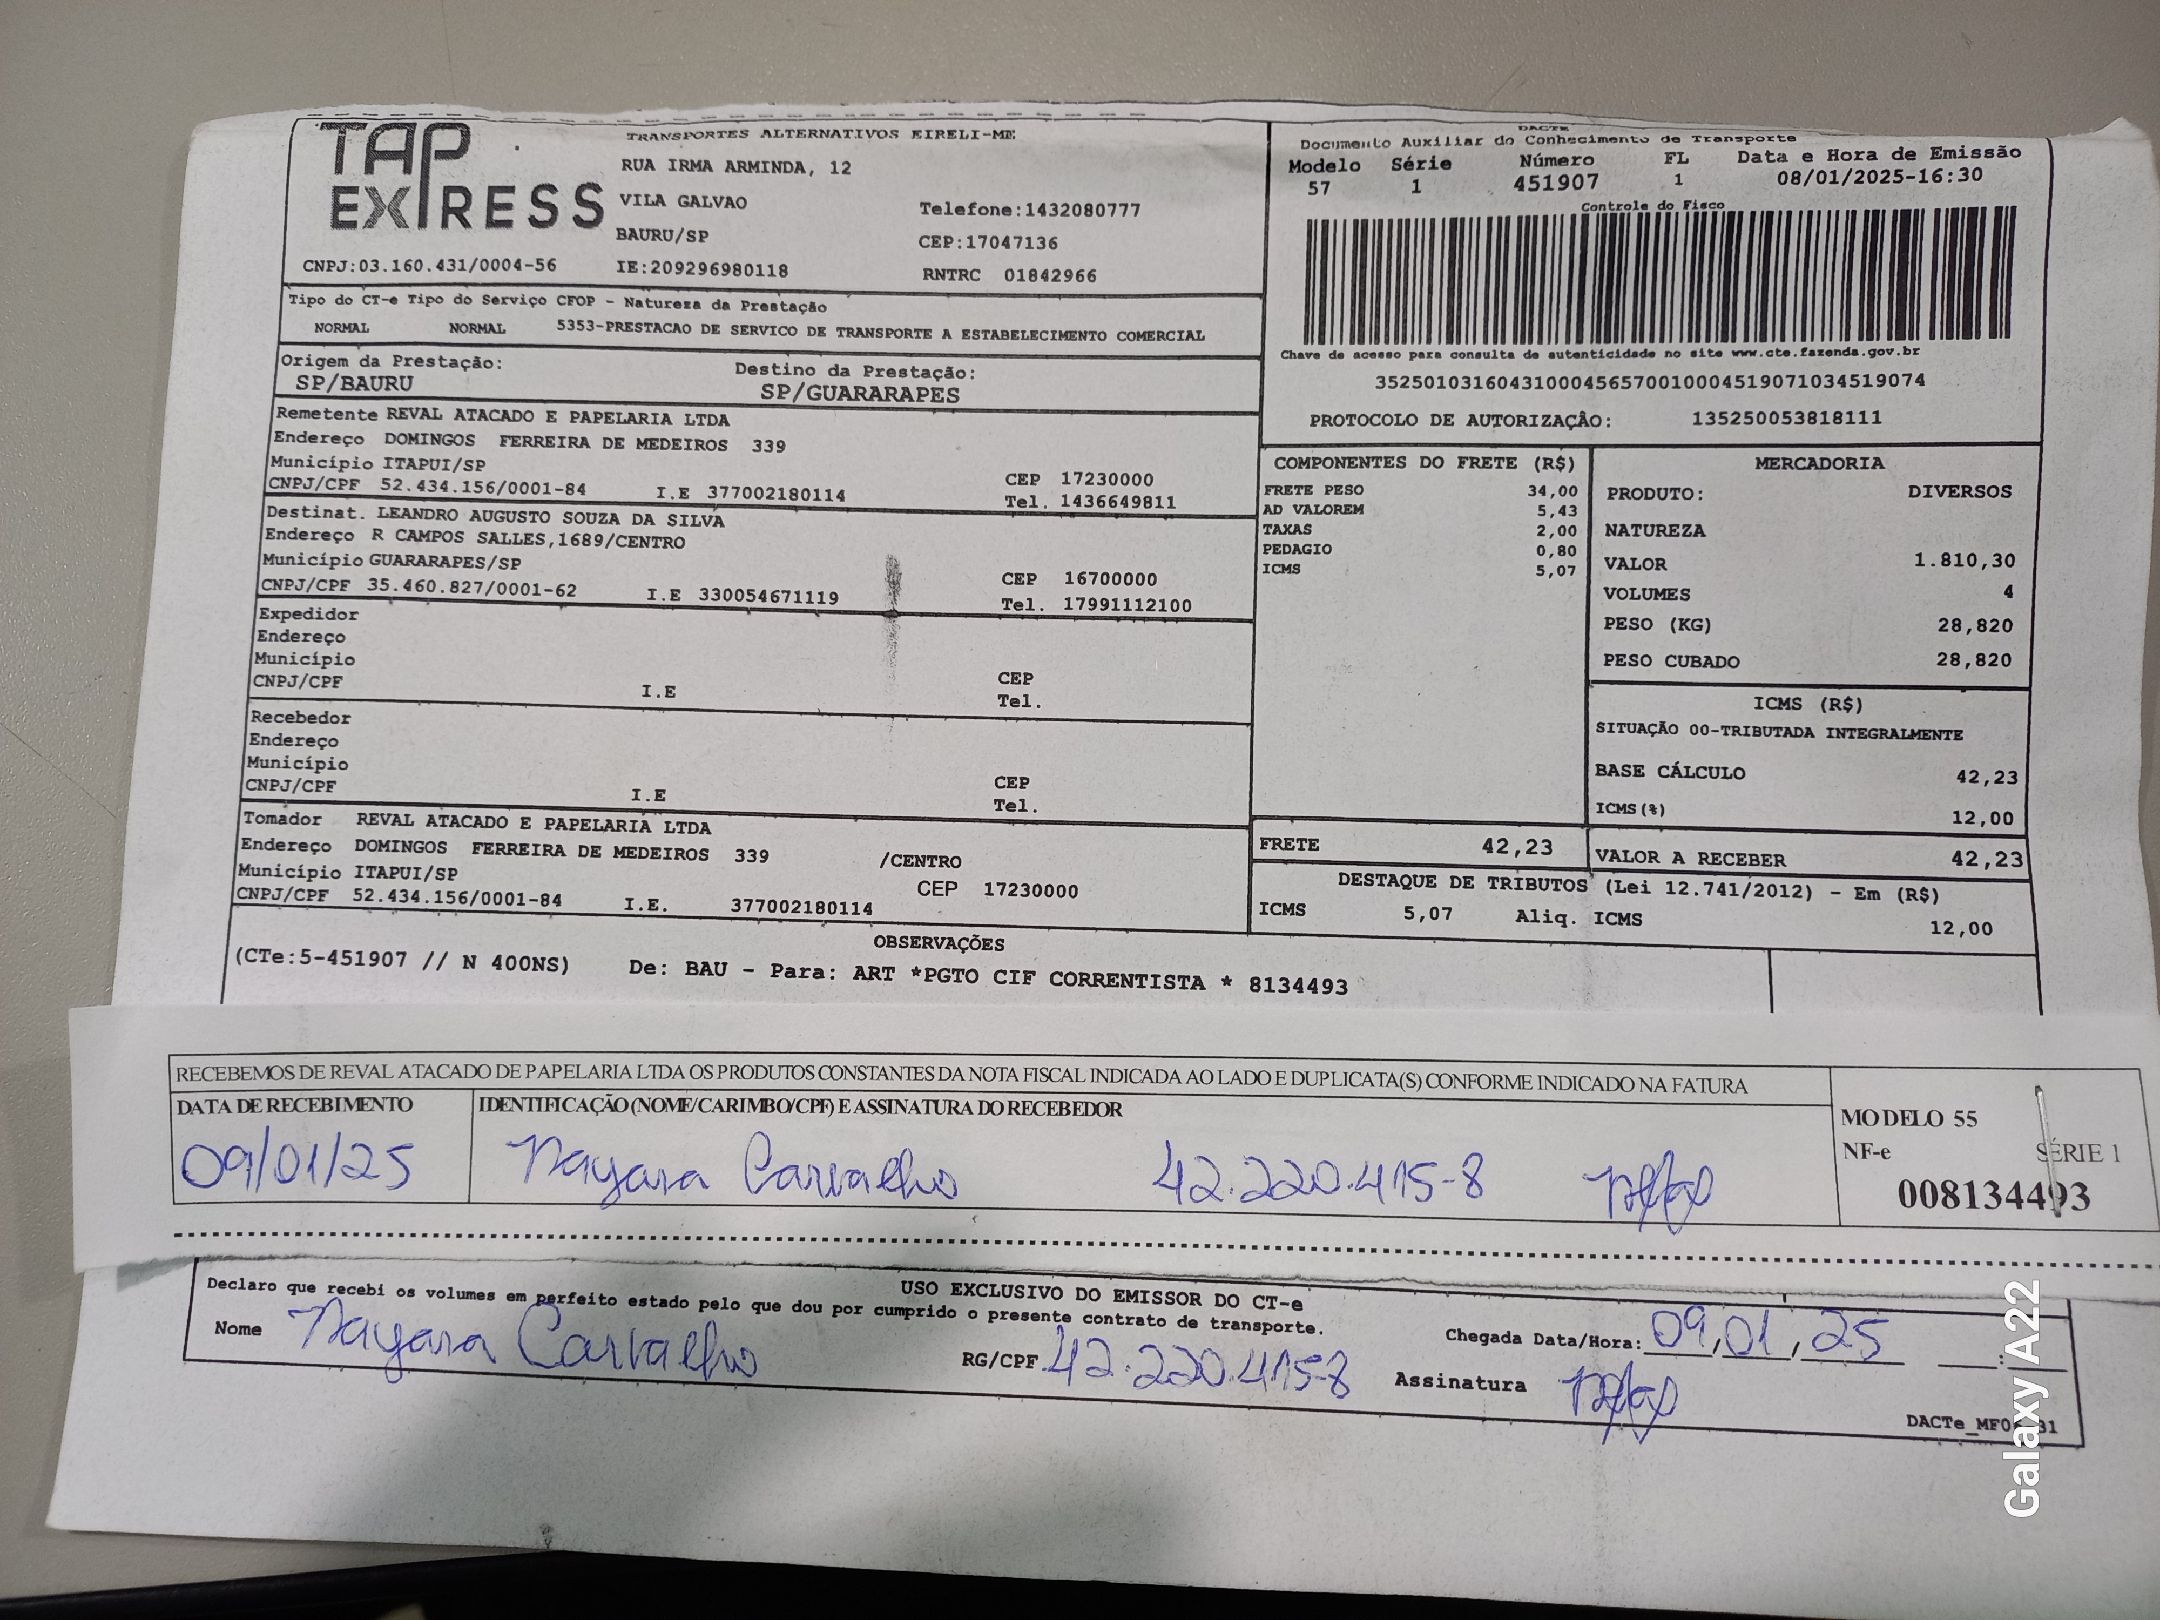 TAP EXPRESS
TRANSPORTES ALTERNATIVOS EIRELI-ME
RUA IRMA ARMINDA, 12
VILA GALVAO
Telefone:1432080777
BAURU/SP
CEP:17047136
CNPJ:03.160.431/0004-56
IE:209296980118
RNTRC 01842966
DACTE
Documento Auxiliar do Conhecimento de Transporte
Modelo Série Número FL Data e Hora de Emissão
57 1 451907 1 08/01/2025-16:30
Controle do Fisco
Chave de acesso para consulta de autenticidade no site www.cte.fazenda.gov.br
35250103160431000456570010004519071034519074
PROTOCOLO DE AUTORIZAÇÂO: 135250053818111
Tipo do CT-e Tipo do Serviço CFOP - Natureza da Prestação
NORMAL NORMAL 5353-PRESTACAO DE SERVICO DE TRANSPORTE A ESTABELECIMENTO COMERCIAL
Origem da Prestação: Destino da Prestação:
SP/BAURU SP/GUARARAPES
Remetente REVAL ATACADO E PAPELARIA LTDA
Endereço DOMINGOS FERREIRA DE MEDEIROS 339
Município ITAPUI/SP CEP 17230000
CNPJ/CPF 52.434.156/0001-84 I.E 377002180114 Tel. 1436649811
Destinat. LEANDRO AUGUSTO SOUZA DA SILVA
Endereço R CAMPOS SALLES,1689/CENTRO
Município GUARARAPES/SP CEP 16700000
CNPJ/CPF 35.460.827/0001-62 I.E 330054671119 Tel. 17991112100
Expedidor
Endereço
Município CEP
CNPJ/CPF I.E Tel.
Recebedor
Endereço
Município CEP
CNPJ/CPF I.E Tel.
Tomador REVAL ATACADO E PAPELARIA LTDA
Endereço DOMINGOS FERREIRA DE MEDEIROS 339 /CENTRO
Município ITAPUI/SP CEP 17230000
CNPJ/CPF 52.434.156/0001-84 I.E. 377002180114
COMPONENTES DO FRETE (R$)
FRETE PESO 34,00
AD VALOREM 5,43
TAXAS 2,00
PEDAGIO 0,80
ICMS 5,07
MERCADORIA
PRODUTO: DIVERSOS
NATUREZA
VALOR 1.810,30
VOLUMES 4
PESO (KG) 28,820
PESO CUBADO 28,820
ICMS (R$)
SITUAÇÃO 00-TRIBUTADA INTEGRALMENTE
BASE CÁLCULO 42,23
ICMS(%) 12,00
FRETE 42,23 VALOR A RECEBER 42,23
DESTAQUE DE TRIBUTOS (Lei 12.741/2012) - Em (R$)
ICMS 5,07 Aliq. ICMS 12,00
OBSERVAÇÕES
(CTe:5-451907 // N 400NS) De: BAU - Para: ART *PGTO CIF CORRENTISTA * 8134493
RECEBEMOS DE REVAL ATACADO DE PAPELARIA LTDA OS PRODUTOS CONSTANTES DA NOTA FISCAL INDICADA AO LADO E DUPLICATA(S) CONFORME INDICADO NA FATURA
DATA DE RECEBIMENTO IDENTIFICAÇÃO (NOME/CARIMBO/CPF) E ASSINATURA DO RECEBEDOR
09/01/25 Nayara Carvalho 42.220.415-8
MODELO 55
NF-e SÉRIE 1
008134493
USO EXCLUSIVO DO EMISSOR DO CT-e
Declaro que recebi os volumes em perfeito estado pelo que dou por cumprido o presente contrato de transporte.
Nome Nayara Carvalho RG/CPF 42.220.415-8
Chegada Data/Hora: 09,01,25 :
Assinatura
Galaxy A22